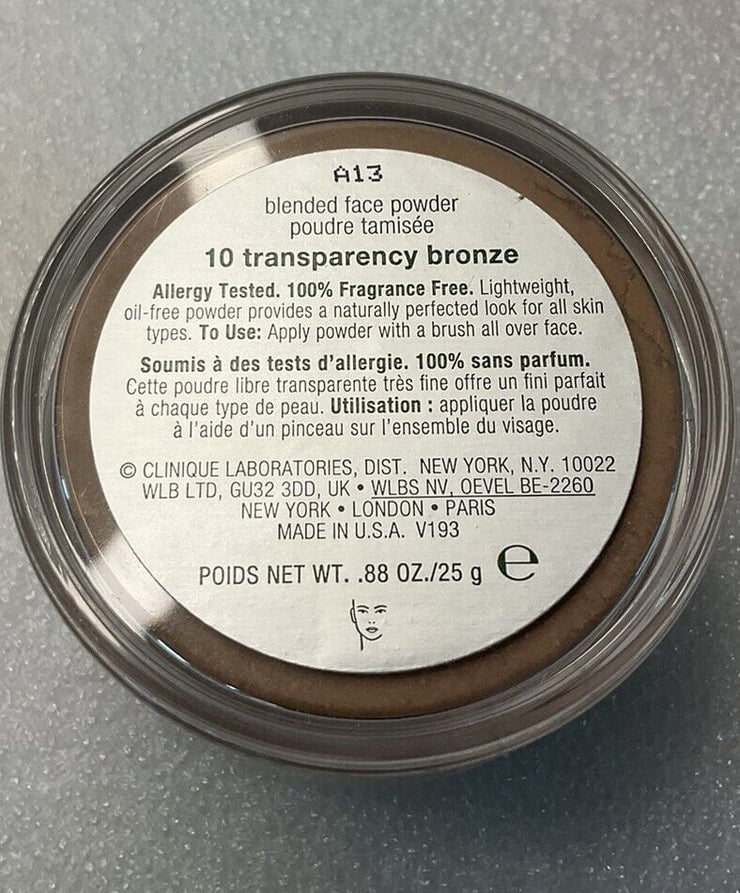 A13
blended face powder
poudre tamisée
10 transparency bronze
Allergy Tested. 100% Fragrance Free. Lightweight,
oil-free powder provides a naturally perfected look for all skin
types. To Use: Apply powder with a brush all over face.
Soumis à des tests d'allergie. 100% sans parfum.
Cette poudre libre transparente très fine offre un fini parfait
à chaque type de peau. Utilisation : appliquer la poudre
à l'aide d'un pinceau sur l'ensemble du visage.
© CLINIQUE LABORATORIES, DIST. NEW YORK, N.Y. 10022
WLB LTD, GU32 3DD, UK • WLBS NV, OEVEL BE-2260
NEW YORK • LONDON • PARIS
MADE IN U.S.A. V193
POIDS NET WT. .88 OZ./25 g e